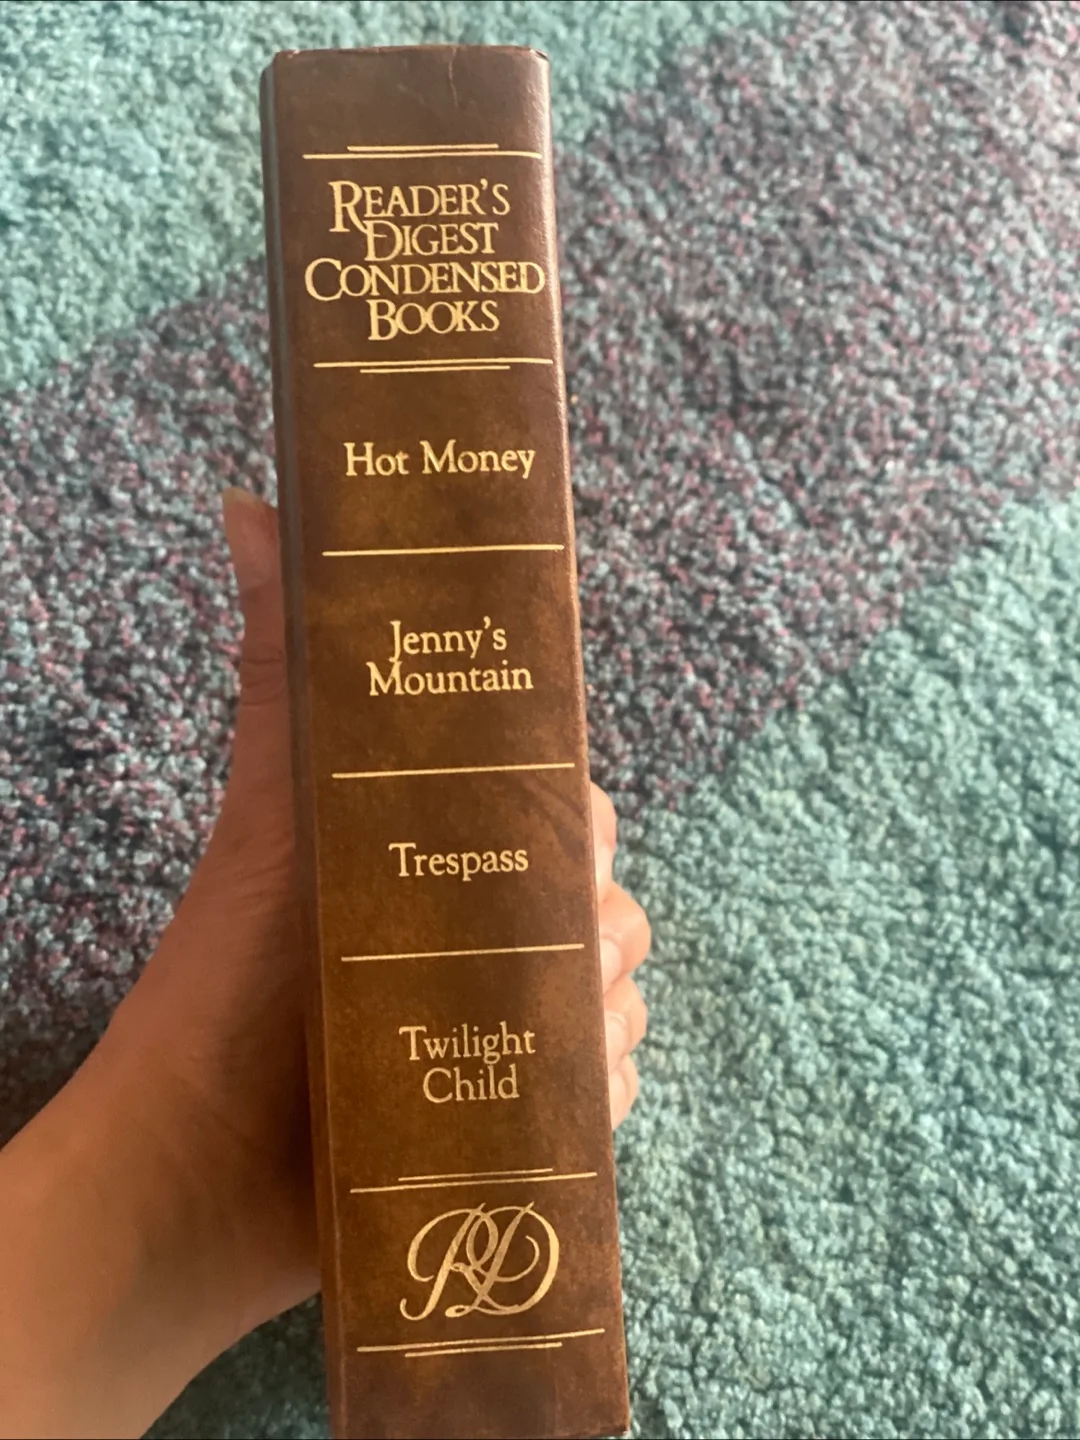 READER'S
DIGEST
CONDENSED
BOOKS
Hot Money
Jenny's
Mountain
Trespass
Twilight
Child
RD